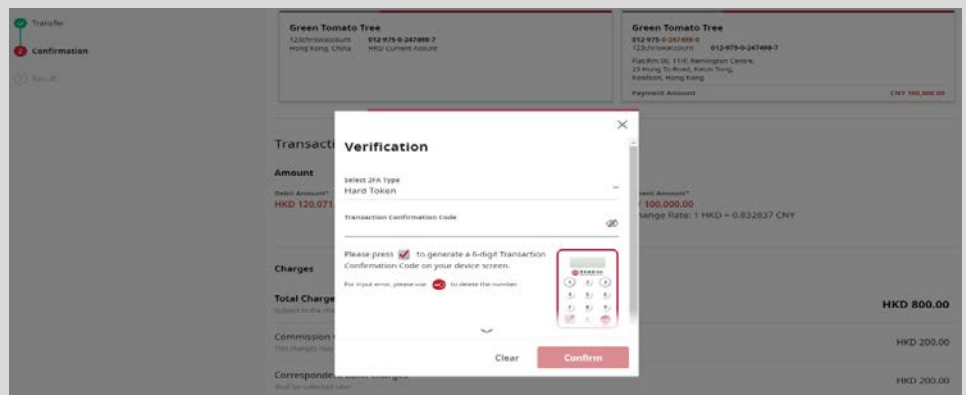 Transfer
2 Confirmation
Green Tomato Tree
123chriswaccount 012-975-0-247498-7
Hong Kong, China HKD Current Account
Green Tomato Tree
012-975-0-247498-0
123chriswaccount 012-975-0-247498-7
Flat/Rm 06, 11/F, Remington Centre,
23 Hung To Road, Kwun Tong,
Kowloon, Hong Kong
Payment Amount CNY 100,000.00
Transacti
Amount
Debit Amount*
HKD 120,071.
ment Amount*
100,000.00
hange Rate: 1 HKD = 0.832837 CNY
Charges
Total Charge
HKD 800.00
Commission
HKD 200.00
Corresponde
HKD 200.00
Verification
Select 2FA Type
Hard Token
Transaction Confirmation Code
Please press to generate a 6-digit Transaction
Confirmation Code on your device screen.
For input error, please use to delete the number.
Clear Confirm